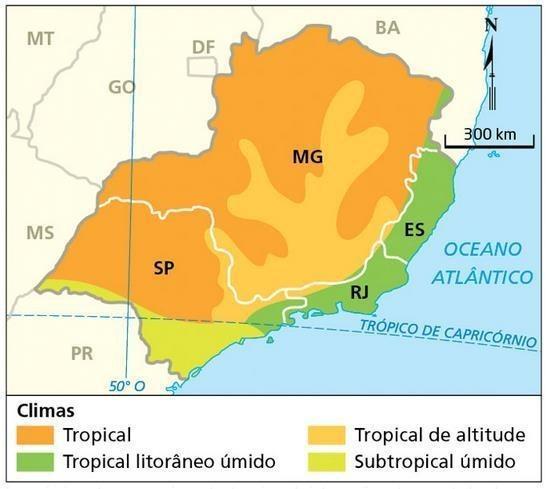 MT
BA
N
DF
GO
300 km
MG
MS
ES
SP
OCEANO
ATLÂNTICO
RJ
TRÓPICO DE CAPRICÓRNIO
PR
50° O
Climas
Tropical
Tropical de altitude
Tropical litorâneo úmido
Subtropical úmido